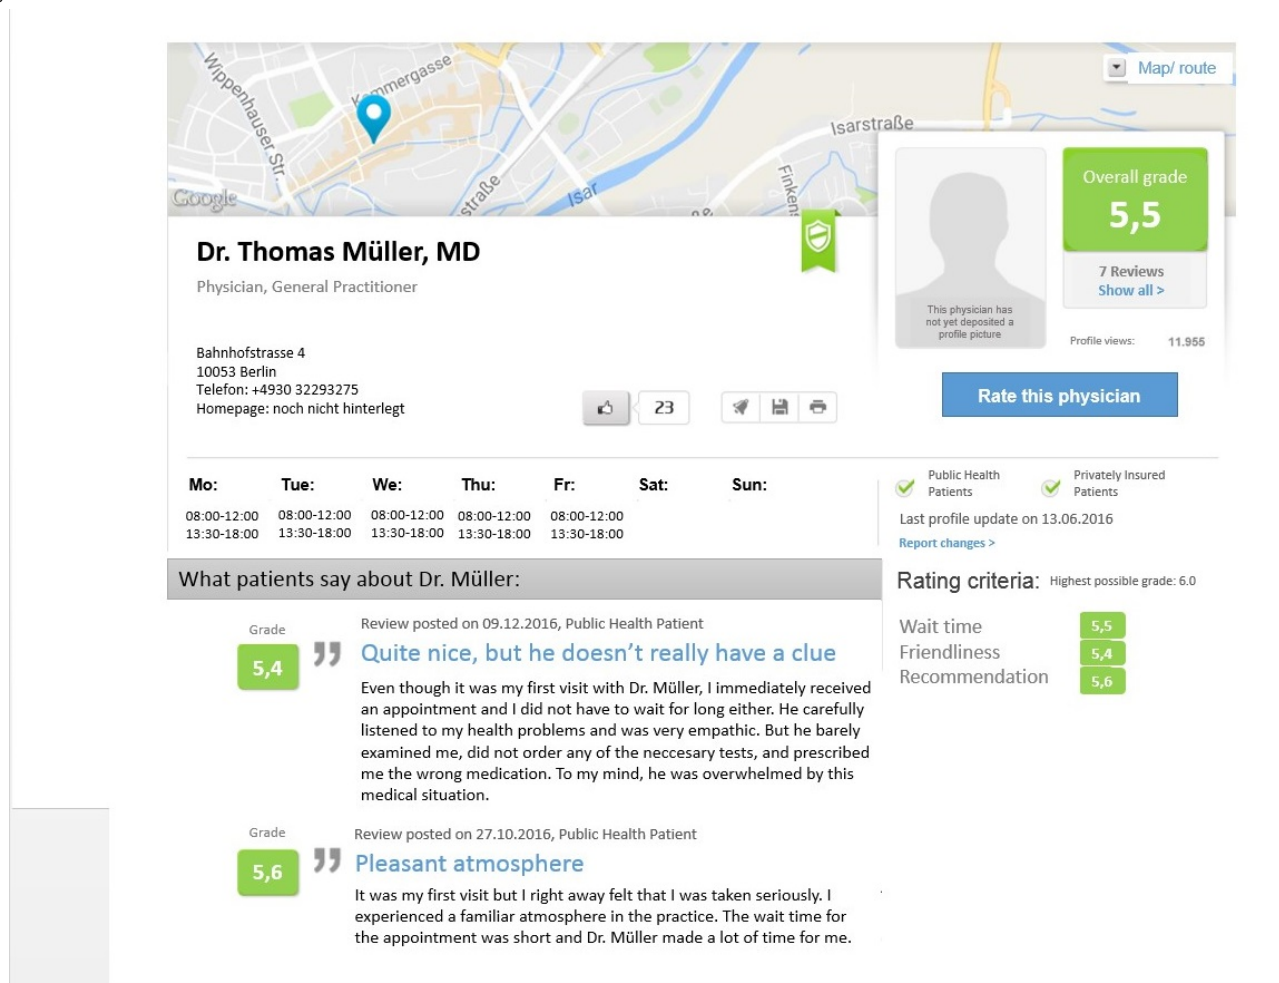 Wippenhauser Str.
Kammergasse
Isarstraße
Map/ route
Google
straße
Isar
Finken
Dr. Thomas Müller, MD
Physician, General Practitioner
This physician has
not yet deposited a
profile picture
Overall grade
5,5
7 Reviews
Show all >
Profile views: 11.955
Bahnhofstrasse 4
10053 Berlin
Telefon: +4930 32293275
Homepage: noch nicht hinterlegt
23
Rate this physician
Mo: Tue: We: Thu: Fr: Sat: Sun:
08:00-12:00 08:00-12:00 08:00-12:00 08:00-12:00 08:00-12:00
13:30-18:00 13:30-18:00 13:30-18:00 13:30-18:00 13:30-18:00
Public Health
Patients
Privately Insured
Patients
Last profile update on 13.06.2016
Report changes >
What patients say about Dr. Müller:
Rating criteria: Highest possible grade: 6.0
Wait time 5,5
Friendliness 5,4
Recommendation 5,6
Grade
5,4
Review posted on 09.12.2016, Public Health Patient
Quite nice, but he doesn't really have a clue
Even though it was my first visit with Dr. Müller, I immediately received
an appointment and I did not have to wait for long either. He carefully
listened to my health problems and was very empathic. But he barely
examined me, did not order any of the neccesary tests, and prescribed
me the wrong medication. To my mind, he was overwhelmed by this
medical situation.
Grade
5,6
Review posted on 27.10.2016, Public Health Patient
Pleasant atmosphere
It was my first visit but I right away felt that I was taken seriously. I
experienced a familiar atmosphere in the practice. The wait time for
the appointment was short and Dr. Müller made a lot of time for me.